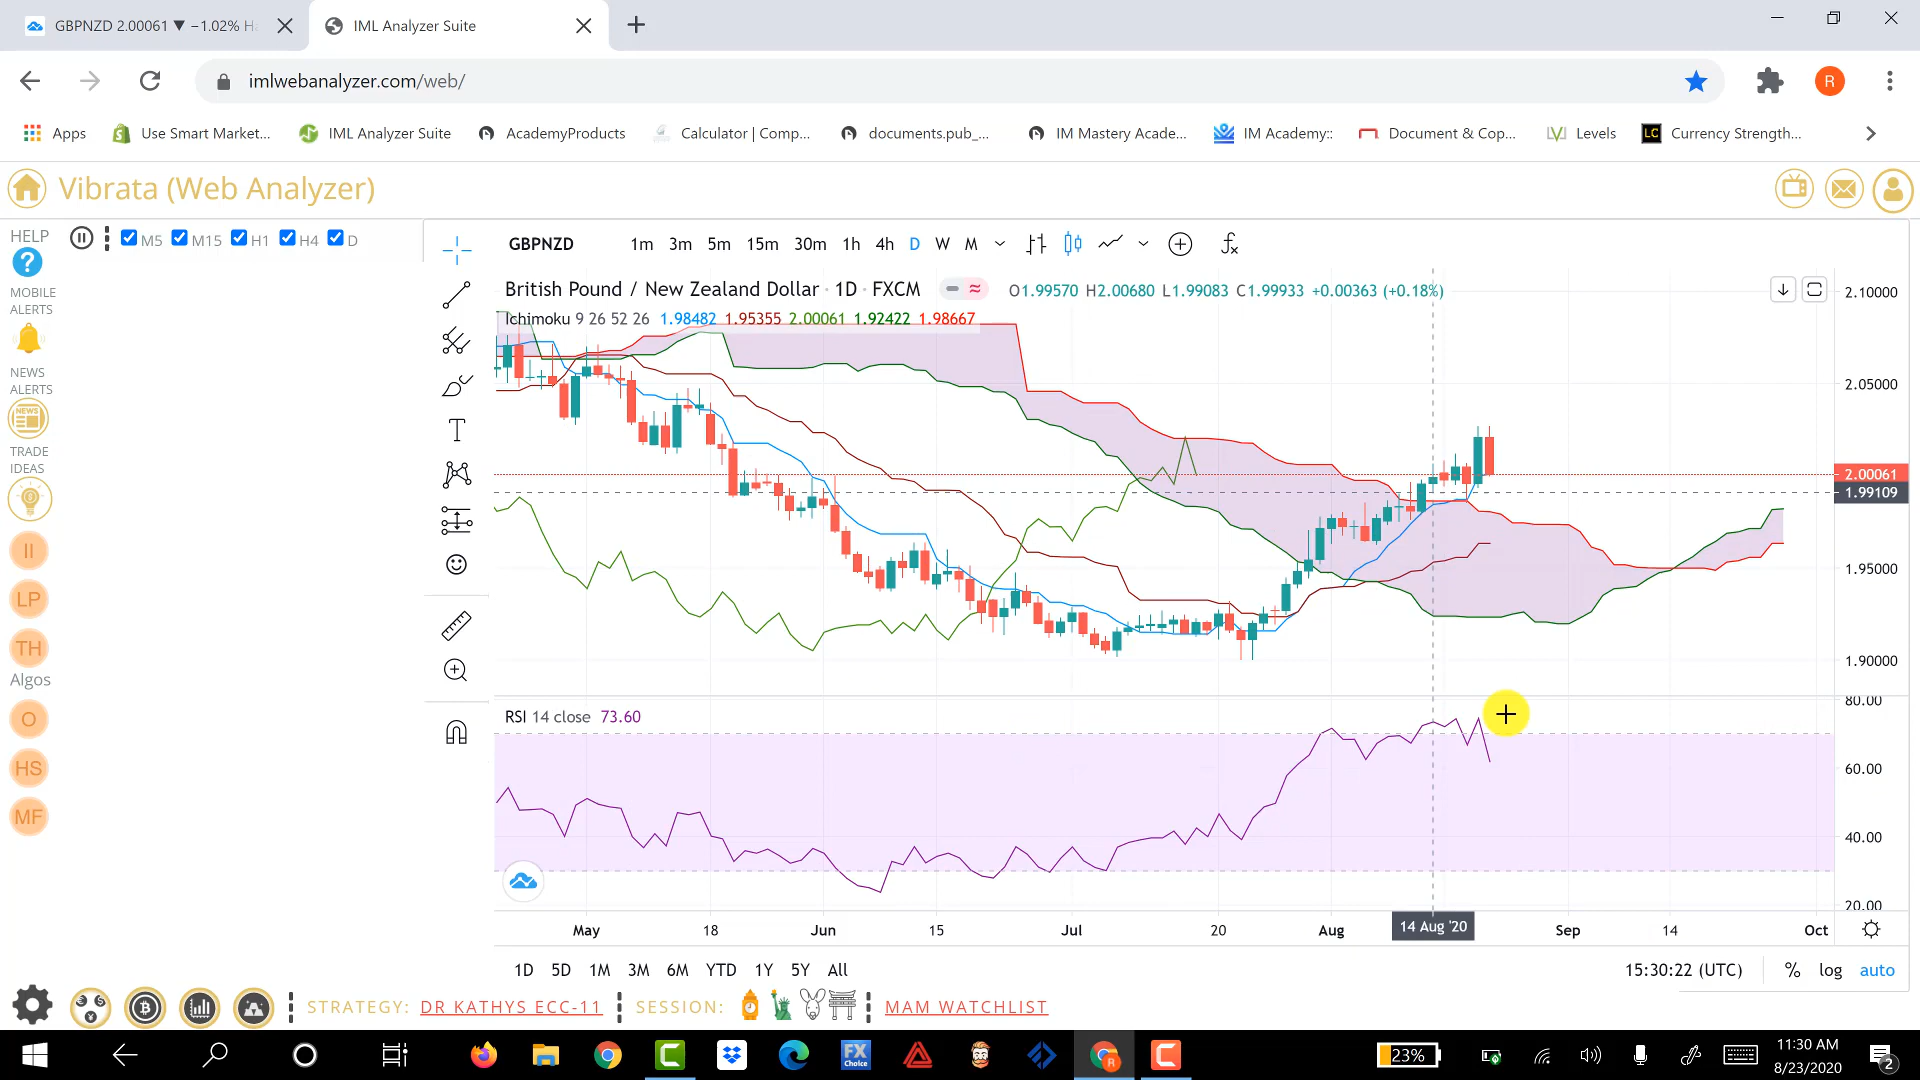 GBPNZD 2.00061 ▼ −1.02%
IML Analyzer Suite
imlwebanalyzer.com/web/
R
Apps
Use Smart Market...
IML Analyzer Suite
AcademyProducts
Calculator | Comp...
documents.pub_...
IM Mastery Acade...
IM Academy::
Document & Cop...
Levels
LC
Currency Strength...
Vibrata (Web Analyzer)
HELP
?
M5 M15 H1 H4 D
MOBILE
ALERTS
NEWS
ALERTS
NEWS
TRADE
IDEAS
II
LP
TH
Algos
O
HS
MF
GBPNZD 1m 3m 5m 15m 30m 1h 4h D W M
British Pound / New Zealand Dollar · 1D · FXCM
O1.99570 H2.00680 L1.99083 C1.99933 +0.00363 (+0.18%)
Ichimoku 9 26 52 26 1.98482 1.95355 2.00061 1.92422 1.98667
2.10000
2.05000
2.00061
1.99109
1.95000
1.90000
RSI 14 close 73.60
80.00
60.00
40.00
20.00
May 18 Jun 15 Jul 20 Aug 14 Aug '20 Sep 14 Oct
1D 5D 1M 3M 6M YTD 1Y 5Y All
15:30:22 (UTC) % log auto
STRATEGY: DR KATHYS ECC-11 SESSION: MAM WATCHLIST
FX
Choice
23%
11:30 AM
8/23/2020
2